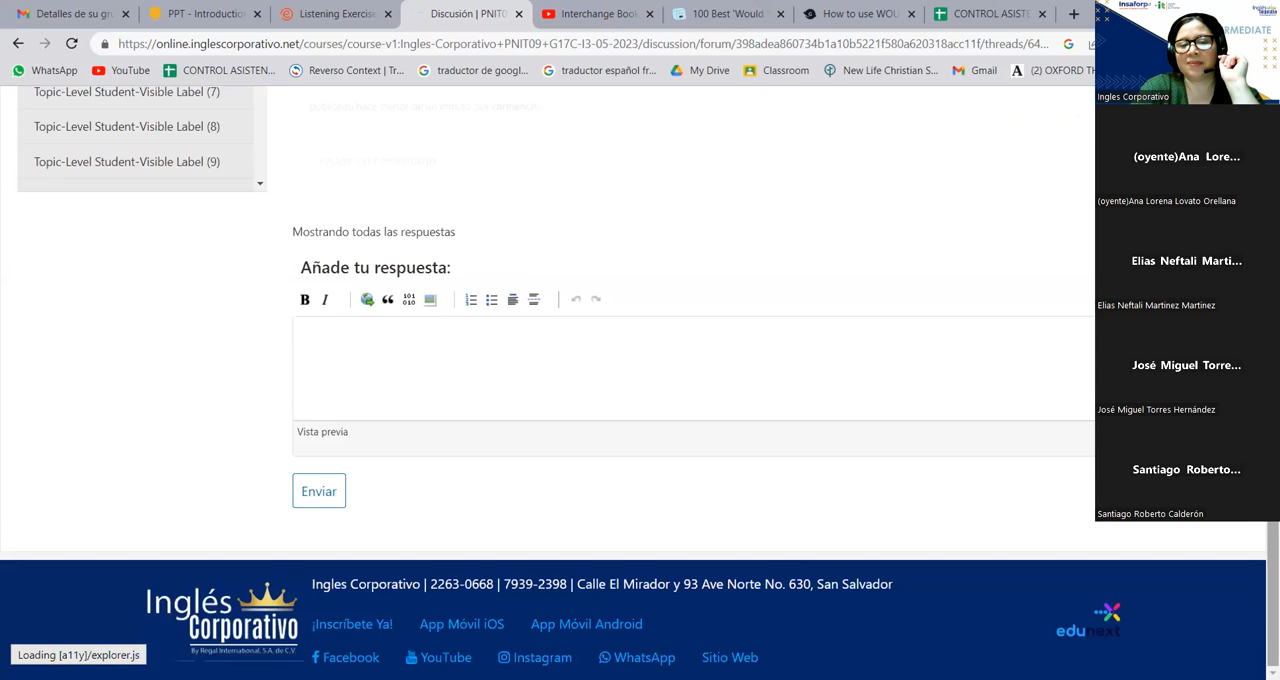 Detalles de su gru
PPT - Introduction
Listening Exercise
Discusión | PNIT0
Interchange Book
100 Best 'Would
How to use WOU
CONTROL ASISTE
https://online.inglescorporativo.net/courses/course-v1:Ingles-Corporativo+PNIT09+G17C-I3-05-2023/discussion/forum/398adea860734b1a10b5221f580a620318acc11f/threads/64...
WhatsApp
YouTube
CONTROL ASISTEN...
Reverso Context | Tr...
traductor de googl...
traductor español fr...
My Drive
Classroom
New Life Christian S...
Gmail
(2) OXFORD TH
Insaforp
RMEDIATE
Ingles Corporativo
Topic-Level Student-Visible Label (7)
Topic-Level Student-Visible Label (8)
Topic-Level Student-Visible Label (9)
(oyente)Ana Lore...
(oyente)Ana Lorena Lovato Orellana
Mostrando todas las respuestas
Añade tu respuesta:
B I
101
010
Vista previa
Enviar
Elias Neftali Marti...
Elias Neftali Martinez Martinez
José Miguel Torre...
José Miguel Torres Hernández
Santiago Roberto...
Santiago Roberto Calderón
Inglés
Corporativo
By Regal International, S.A. de C.V.
Ingles Corporativo | 2263-0668 | 7939-2398 | Calle El Mirador y 93 Ave Norte No. 630, San Salvador
¡Inscríbete Ya!
App Móvil iOS
App Móvil Android
Facebook
YouTube
Instagram
WhatsApp
Sitio Web
edunext
Loading [a11y]/explorer.js